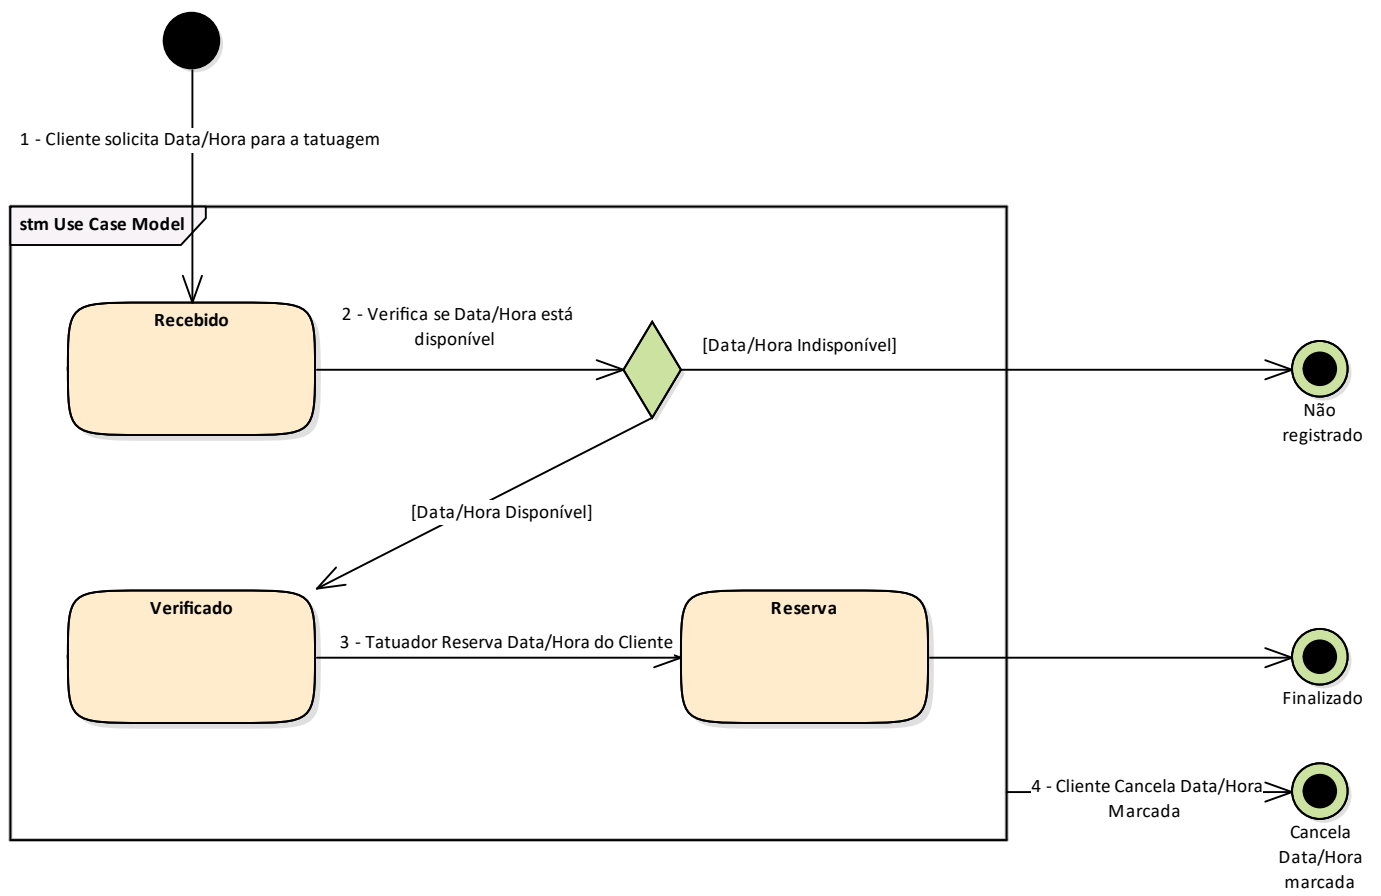 1 - Cliente solicita Data/Hora para a tatuagem
stm Use Case Model
Recebido
2 - Verifica se Data/Hora está
disponível
[Data/Hora Indisponível]
Não
registrado
[Data/Hora Disponível]
Verificado
3 - Tatuador Reserva Data/Hora do Cliente
Reserva
Finalizado
4 - Cliente Cancela Data/Hora
Marcada
Cancela
Data/Hora
marcada